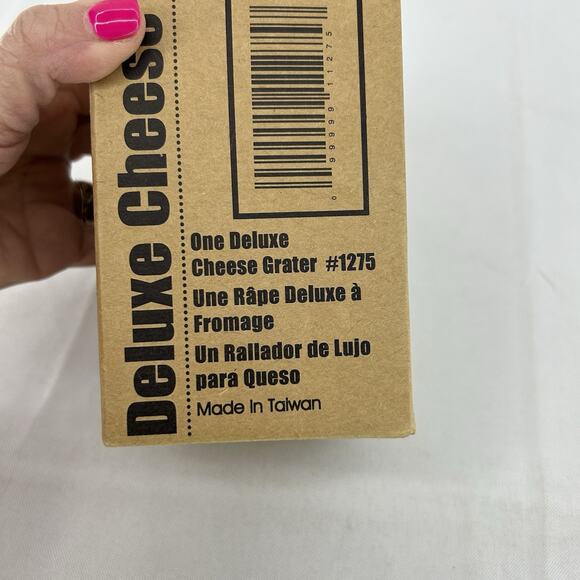 Deluxe Cheese
0 99999 11275
One Deluxe
Cheese Grater #1275
Une Râpe Deluxe à
Fromage
Un Rallador de Lujo
para Queso
Made In Taiwan